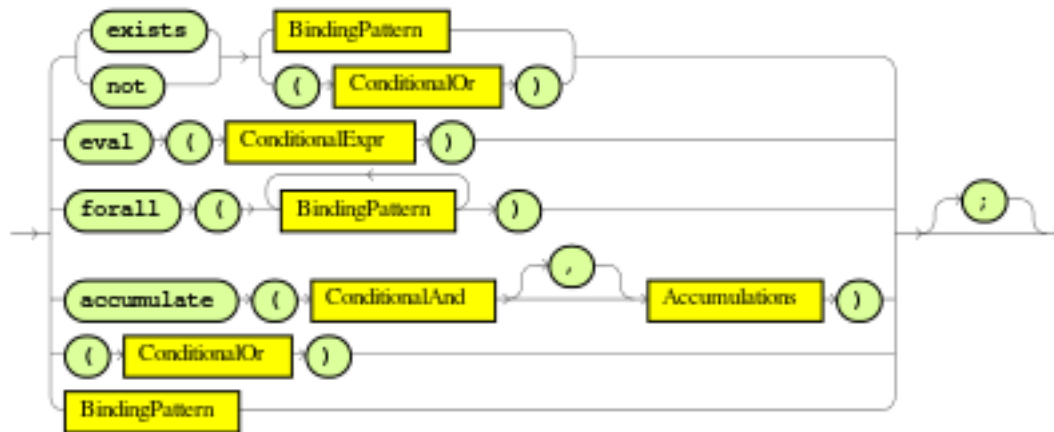 exists BindingPattern
not ( ConditionalOr )
eval ( ConditionalExpr )
forall ( BindingPattern )
;
,
accumulate ( ConditionalAnd Accumulations )
( ConditionalOr )
BindingPattern